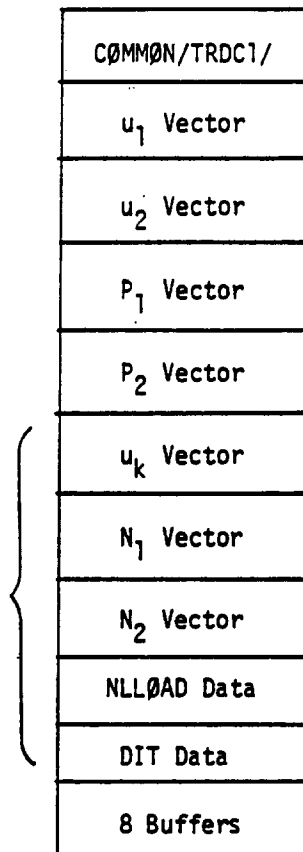 CØMMØN/TRDC1/
u₁ Vector
u₂ Vector
P₁ Vector
P₂ Vector
uₖ Vector
N₁ Vector
N₂ Vector
NLLØAD Data
DIT Data
8 Buffers